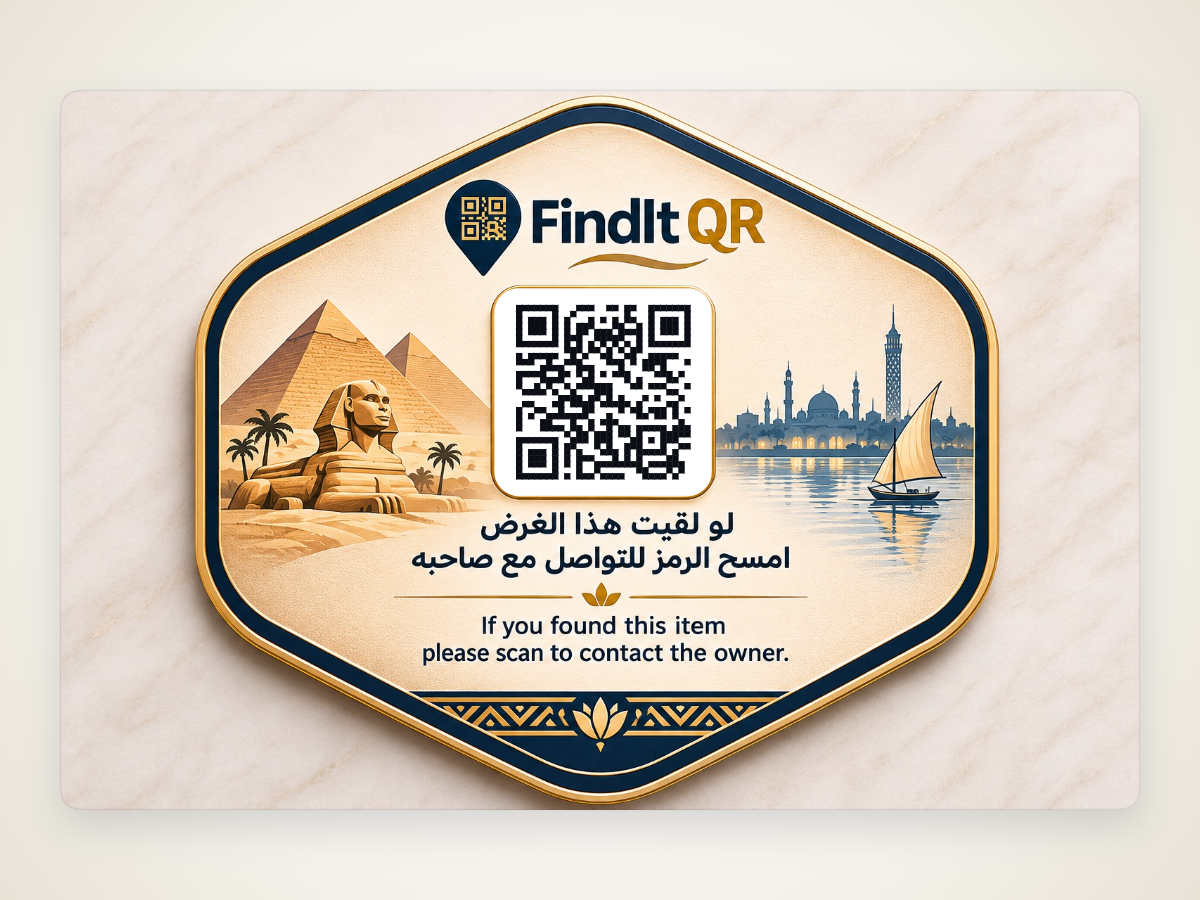 FindIt QR
لو لقيت هذا الغرض
امسح الرمز للتواصل مع صاحبه
If you found this item
please scan to contact the owner.